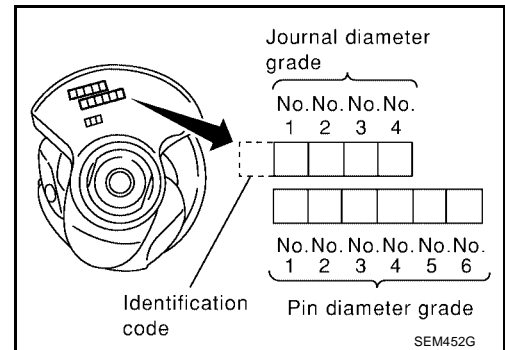 Journal diameter
grade
No. No. No. No.
1 2 3 4
No. No. No. No. No. No.
1 2 3 4 5 6
Identification
code
Pin diameter grade
SEM452G